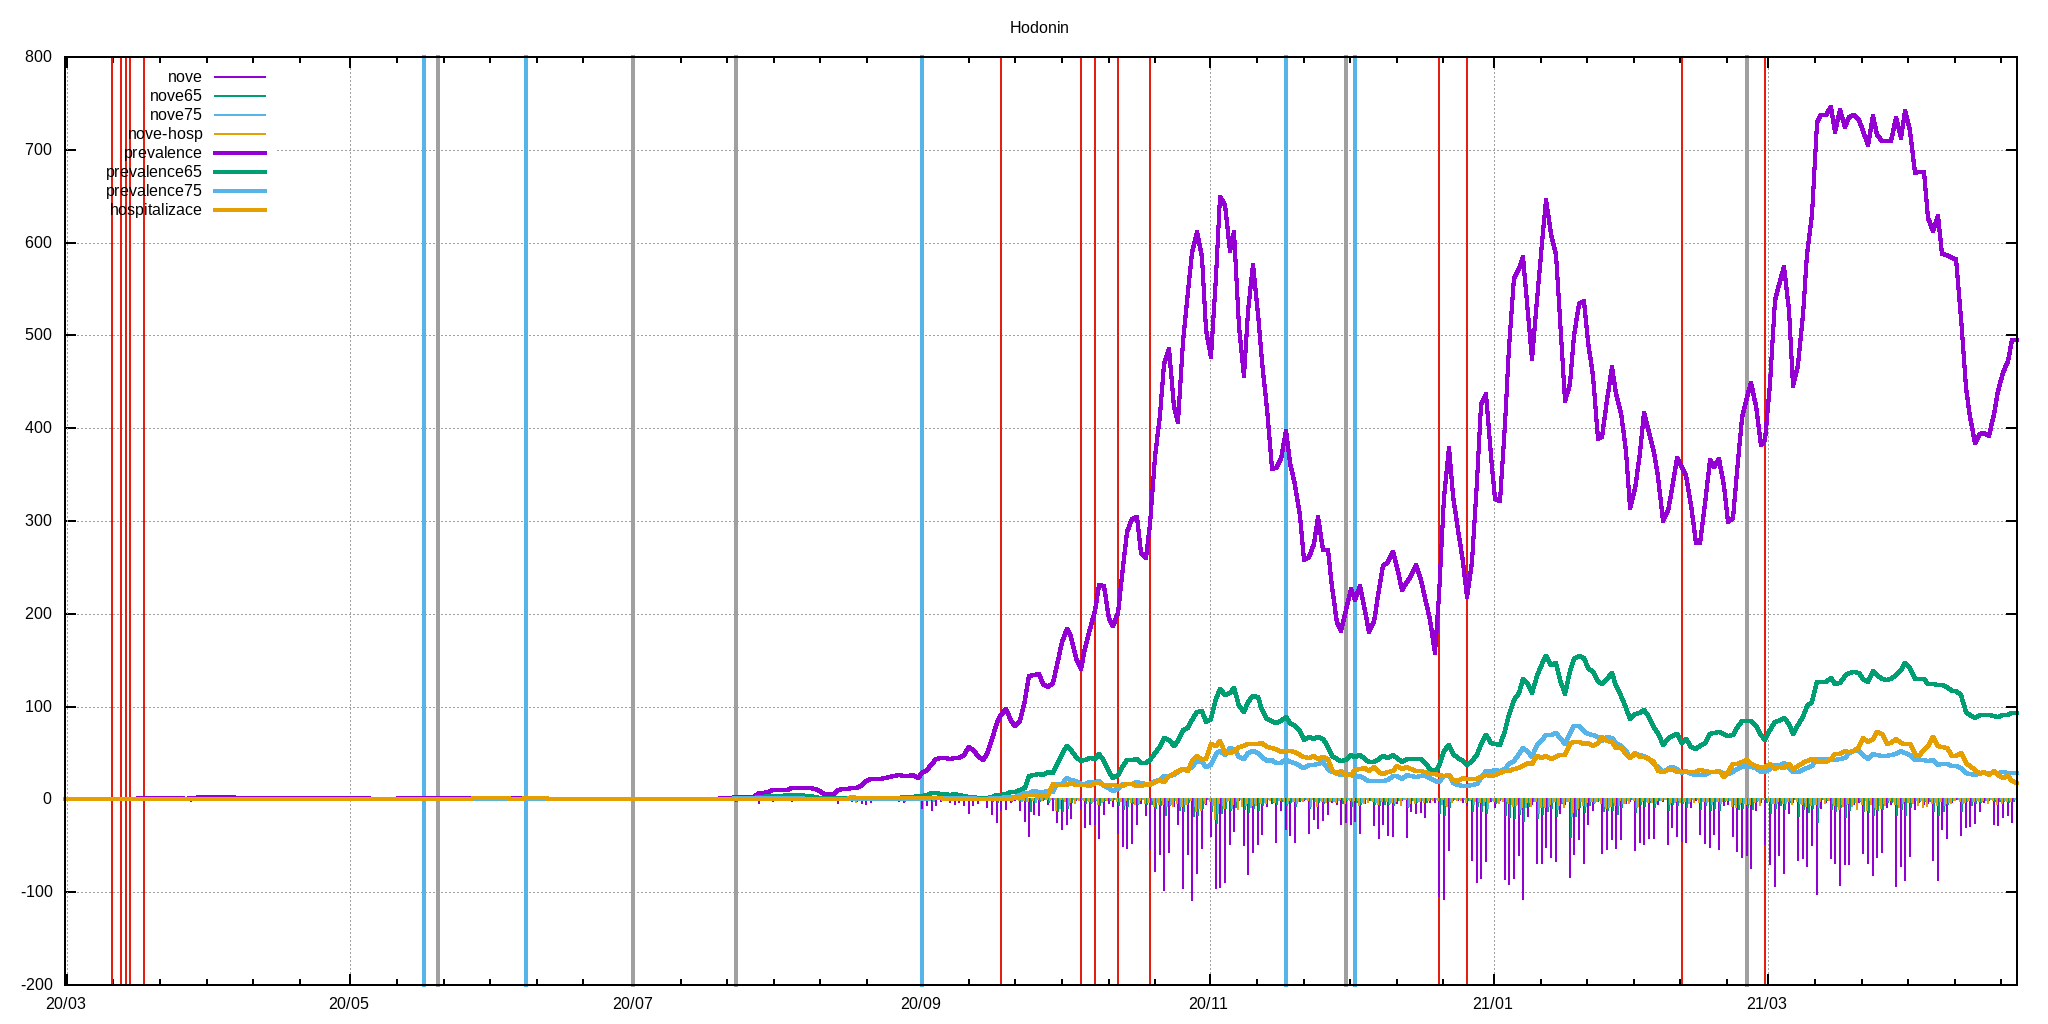 Hodonin
800
700
600
500
400
300
200
100
0
-100
-200
nove
nove65
nove75
nove-hosp
prevalence
prevalence65
prevalence75
hospitalizace
20/03 20/05 20/07 20/09 20/11 21/01 21/03